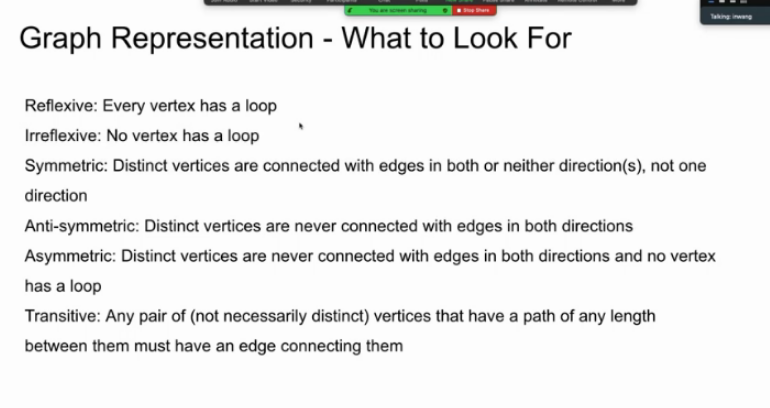 You are screen sharing
Stop Share
Talking: inwang
Graph Representation - What to Look For
Reflexive: Every vertex has a loop
Irreflexive: No vertex has a loop
Symmetric: Distinct vertices are connected with edges in both or neither direction(s), not one
direction
Anti-symmetric: Distinct vertices are never connected with edges in both directions
Asymmetric: Distinct vertices are never connected with edges in both directions and no vertex
has a loop
Transitive: Any pair of (not necessarily distinct) vertices that have a path of any length
between them must have an edge connecting them